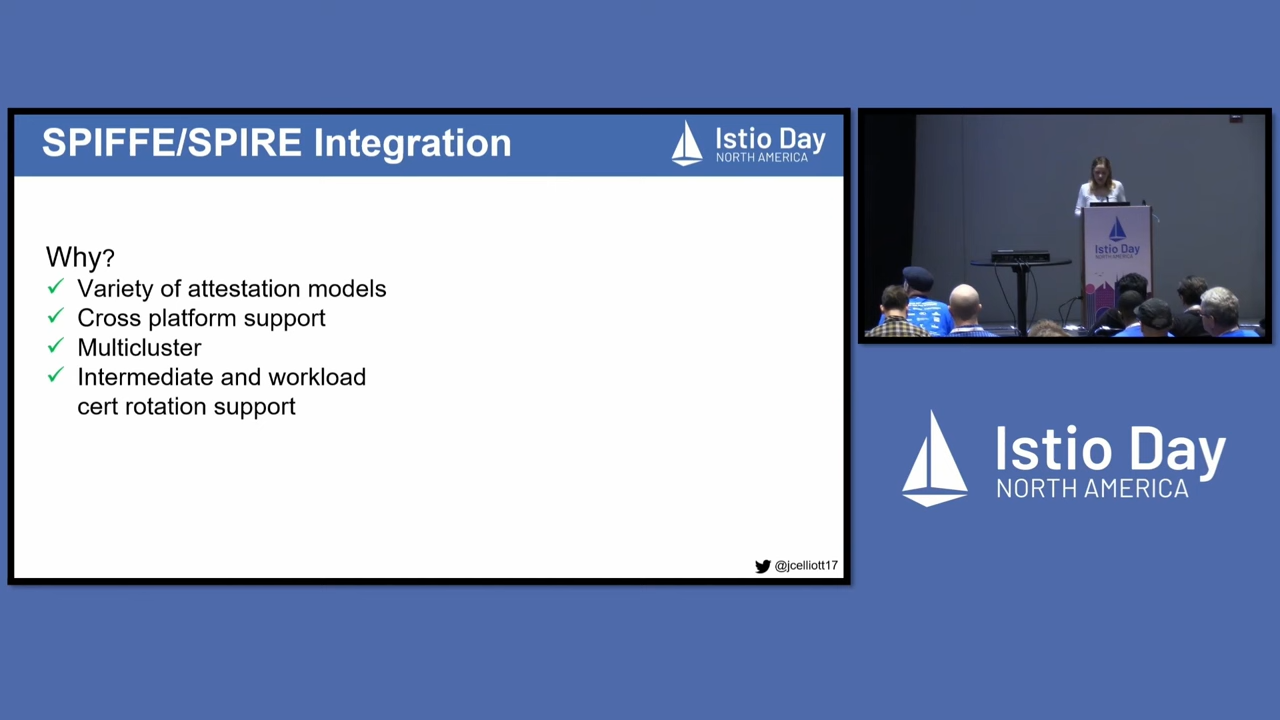 SPIFFE/SPIRE Integration
Istio Day
NORTH AMERICA
Why?
✓ Variety of attestation models
✓ Cross platform support
✓ Multicluster
✓ Intermediate and workload
cert rotation support
@jcelliott17
Istio Day
NORTH AMERICA
Istio Day
NORTH AMERICA